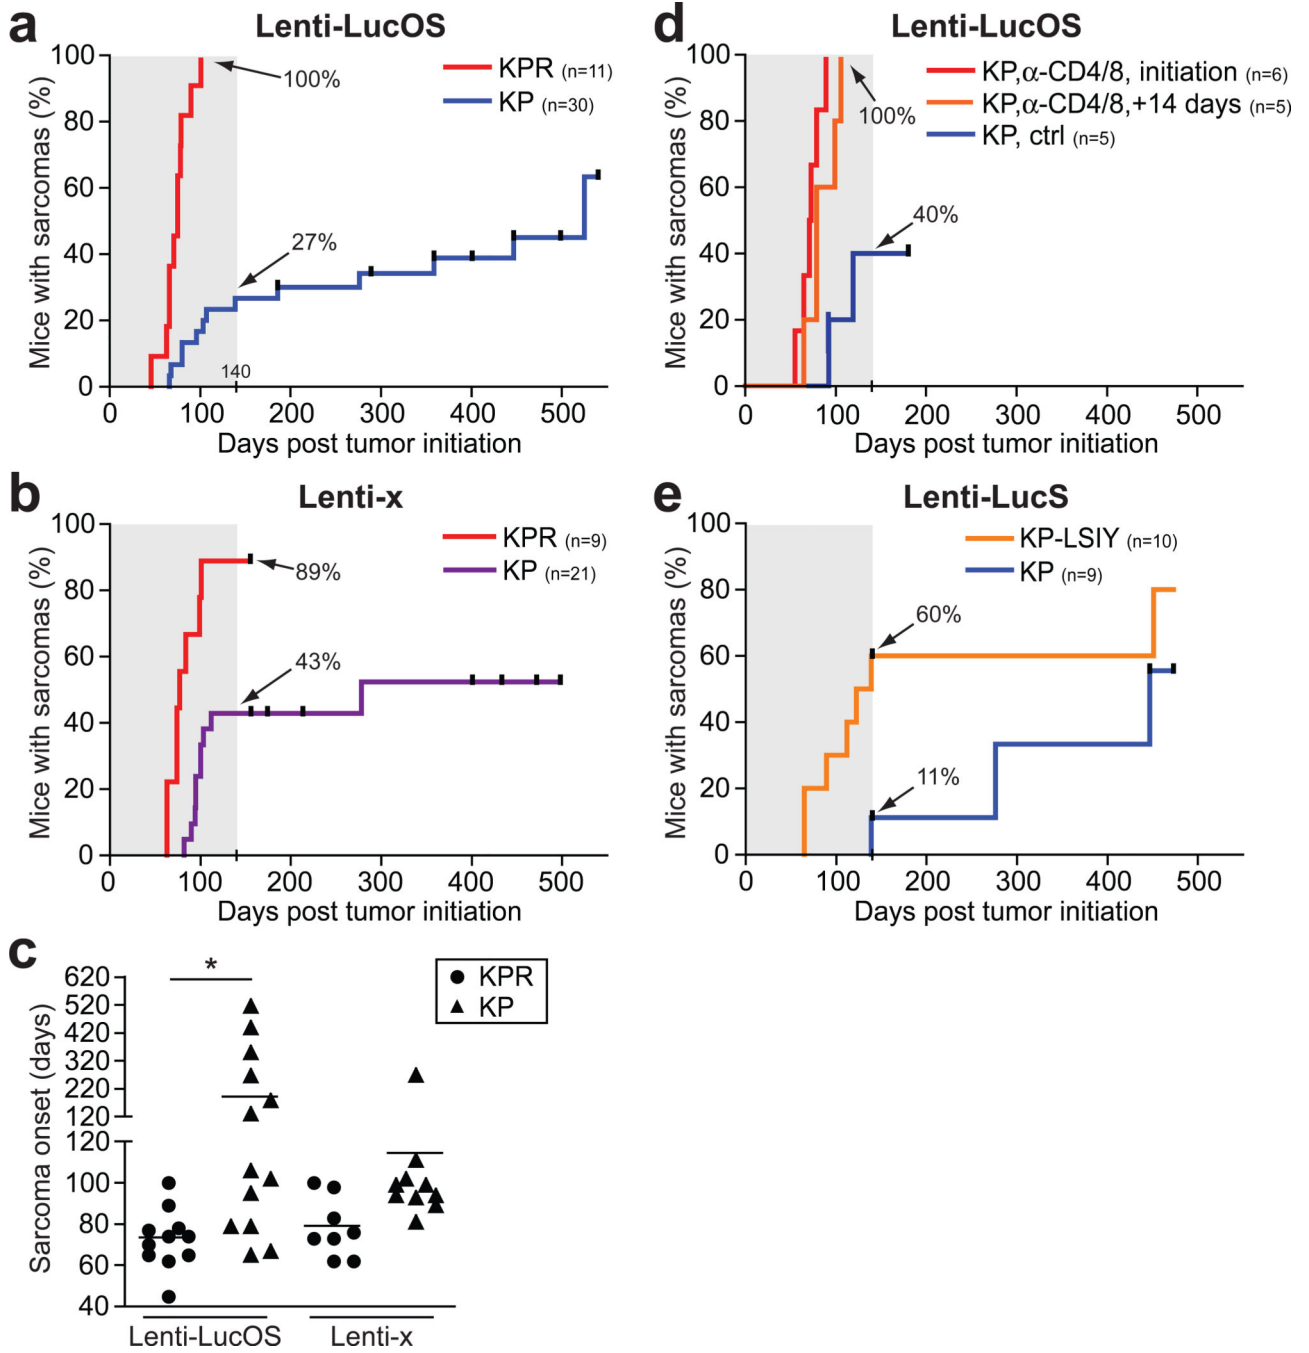 a
Lenti-LucOS
Mice with sarcomas (%)
100
80
60
40
20
0
KPR (n=11)
KP (n=30)
100%
27%
140
0 100 200 300 400 500
Days post tumor initiation
b
Lenti-x
Mice with sarcomas (%)
100
80
60
40
20
0
KPR (n=9)
KP (n=21)
89%
43%
0 100 200 300 400 500
Days post tumor initiation
c
Sarcoma onset (days)
620
520
420
320
220
120
120
100
80
60
40
*
KPR
KP
Lenti-LucOS Lenti-x
d
Lenti-LucOS
Mice with sarcomas (%)
100
80
60
40
20
0
KP,α-CD4/8, initiation (n=6)
KP,α-CD4/8,+14 days (n=5)
KP, ctrl (n=5)
100%
40%
0 100 200 300 400 500
Days post tumor initiation
e
Lenti-LucS
Mice with sarcomas (%)
100
80
60
40
20
0
KP-LSIY (n=10)
KP (n=9)
60%
11%
0 100 200 300 400 500
Days post tumor initiation